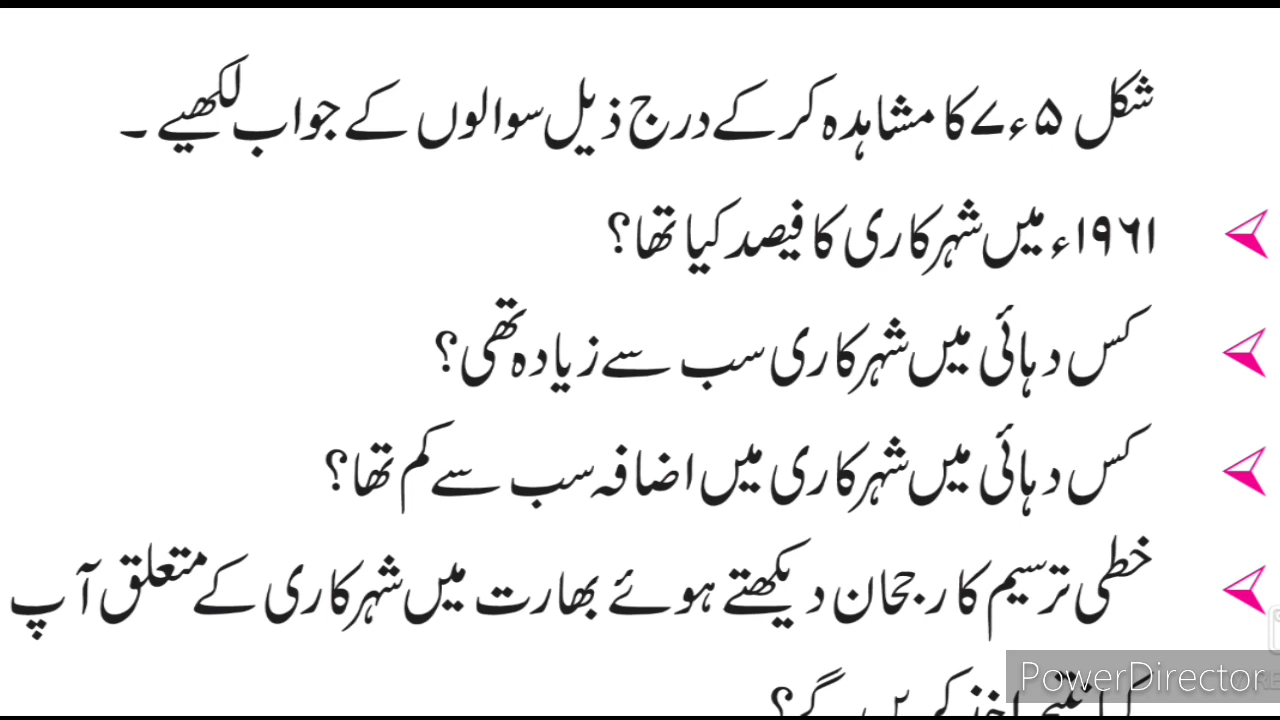 شکل ۵ء۷ کا مشاہدہ کر کے درج ذیل سوالوں کے جواب لکھیے ۔
۱۹۶۱ء میں شہرکاری کا فیصد کیا تھا؟
کس دہائی میں شہرکاری سب سے زیادہ تھی؟
کس دہائی میں شہرکاری میں اضافہ سب سے کم تھا؟
خطی ترسیم کا رجحان دیکھتے ہوئے بھارت میں شہرکاری کے متعلق آپ
گے؟
PowerDirector